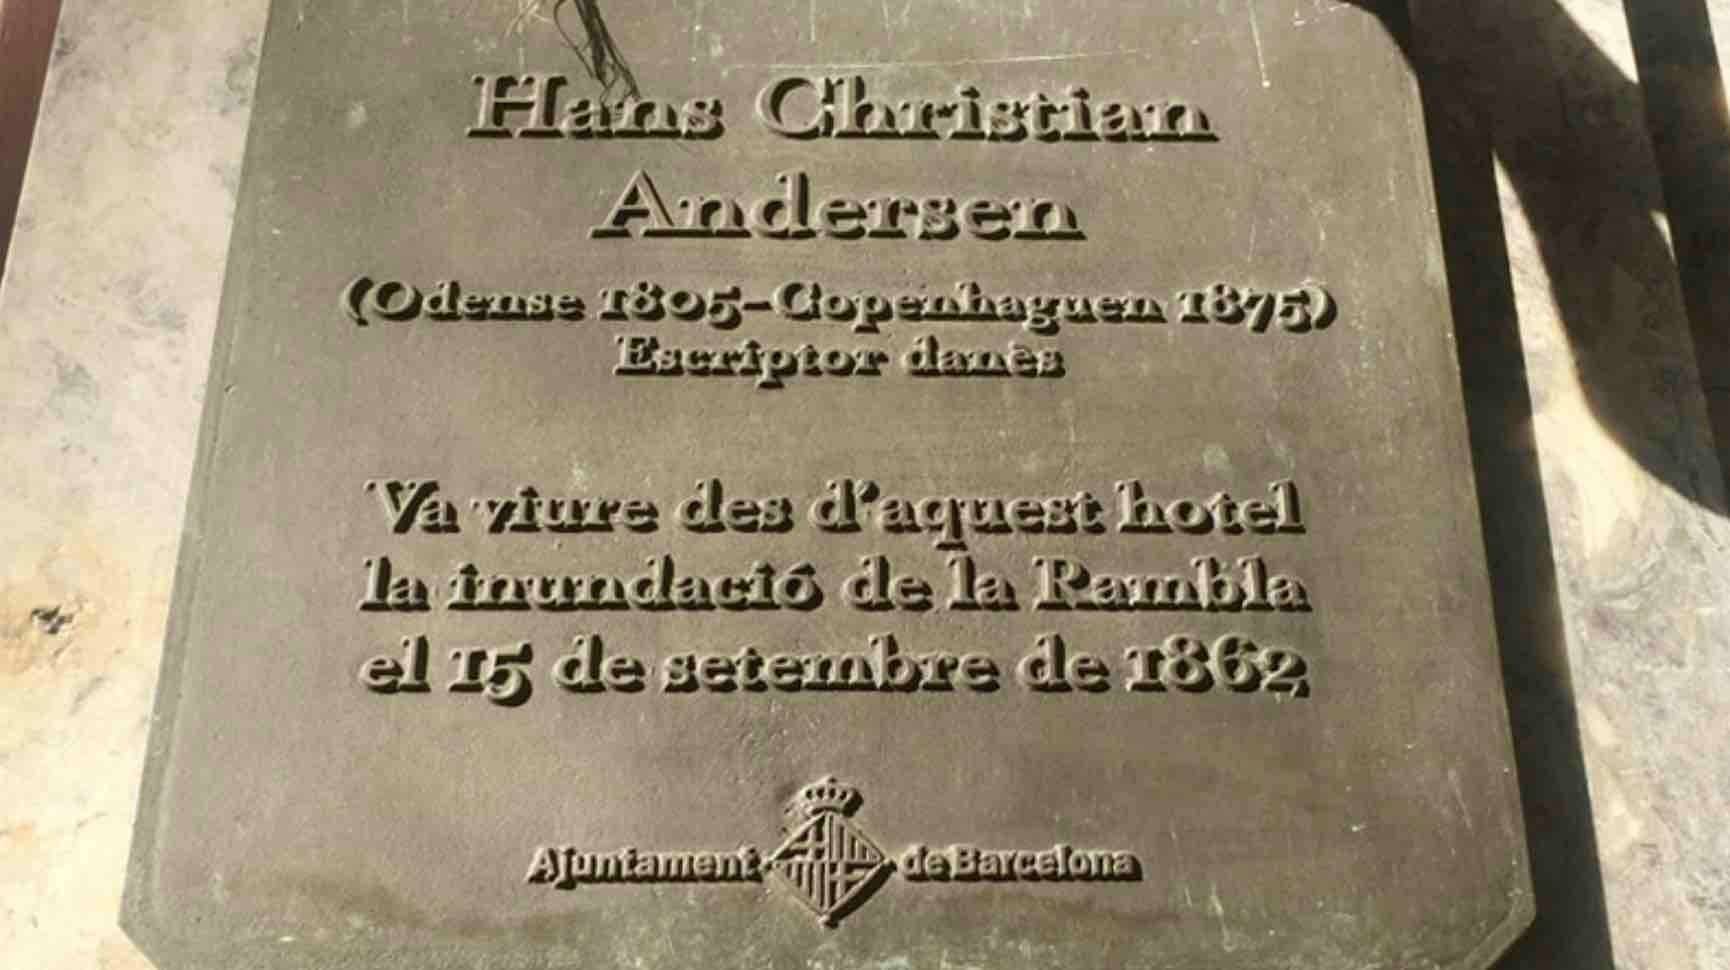 Hans Christian
Andersen
(Odense 1805-Copenhaguen 1875)
Escriptor danès
Va viure des d'aquest hotel
la inundació de la Rambla
el 15 de setembre de 1862
Ajuntament de Barcelona